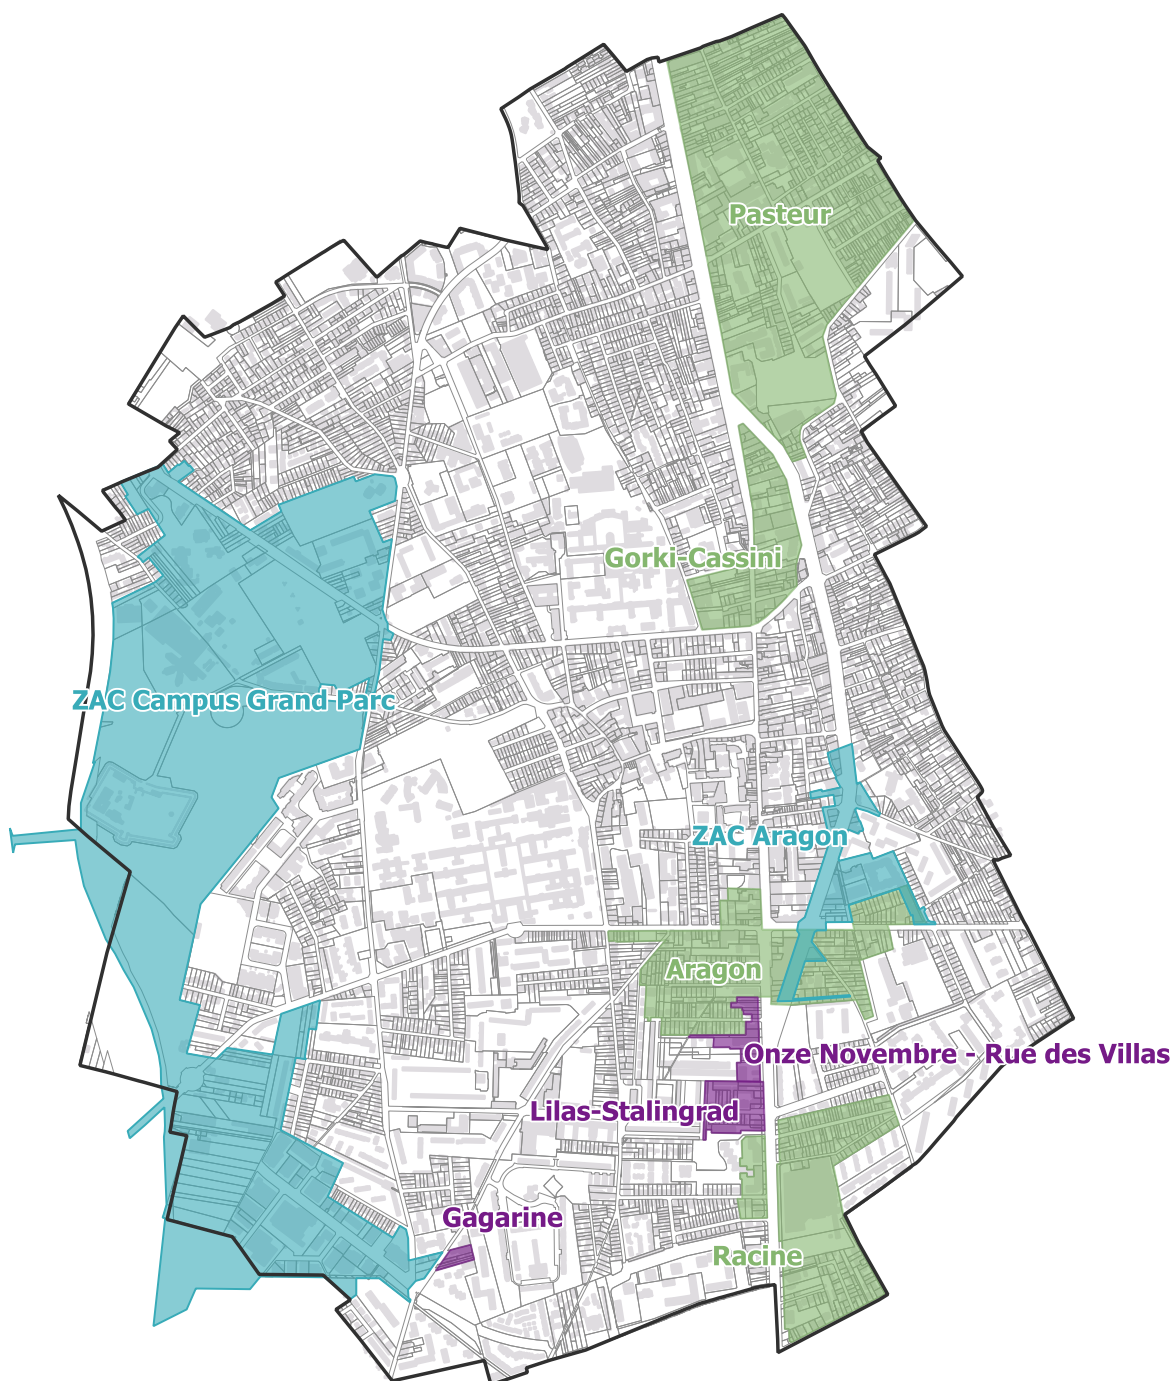 Pasteur
Gorki-Cassini
ZAC Campus Grand-Parc
ZAC Aragon
Aragon
Onze Novembre - Rue des Villas
Lilas-Stalingrad
Gagarine
Racine